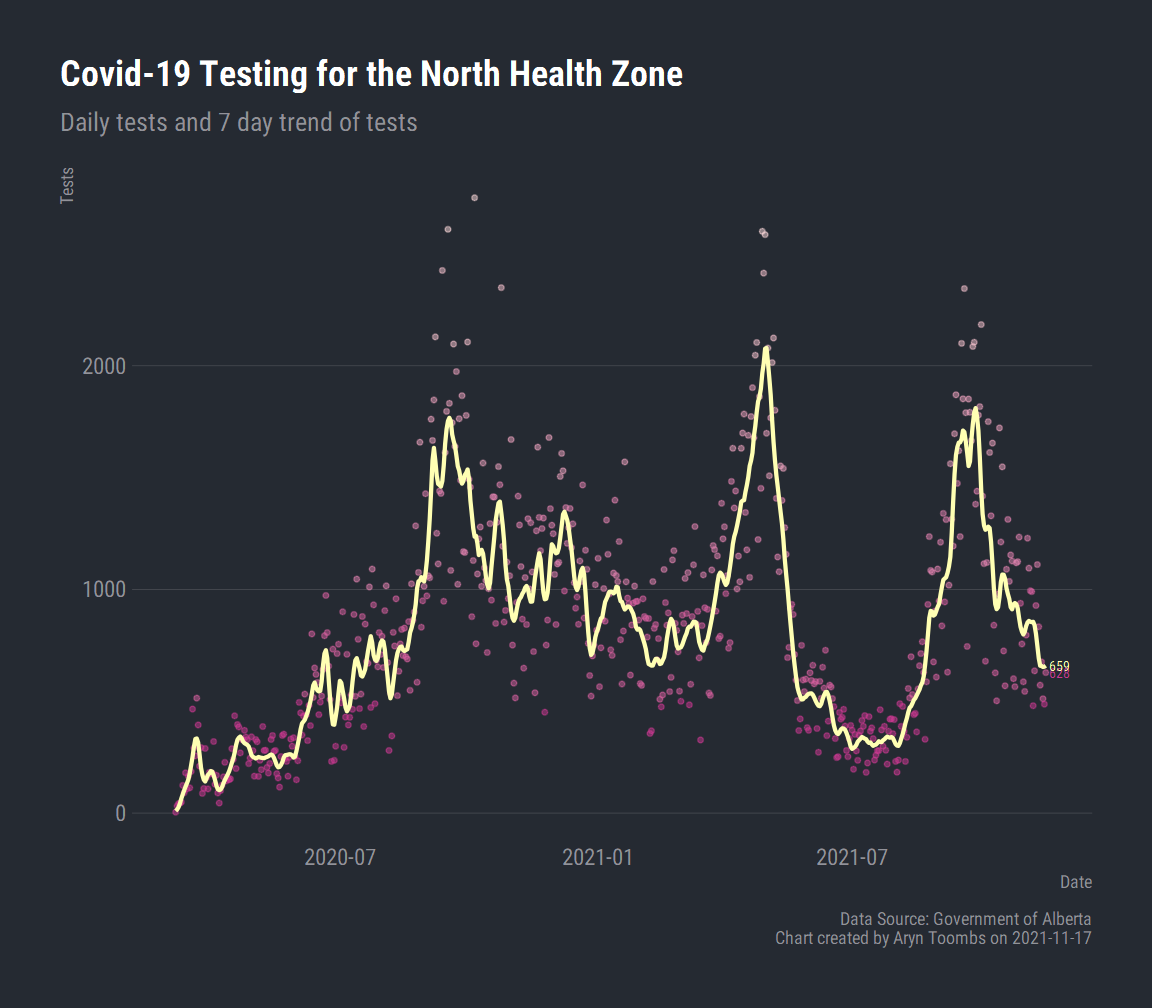 Covid-19 Testing for the North Health Zone
Daily tests and 7 day trend of tests
Tests
2000
1000
0
659
628
2020-07
2021-01
2021-07
Date
Data Source: Government of Alberta
Chart created by Aryn Toombs on 2021-11-17